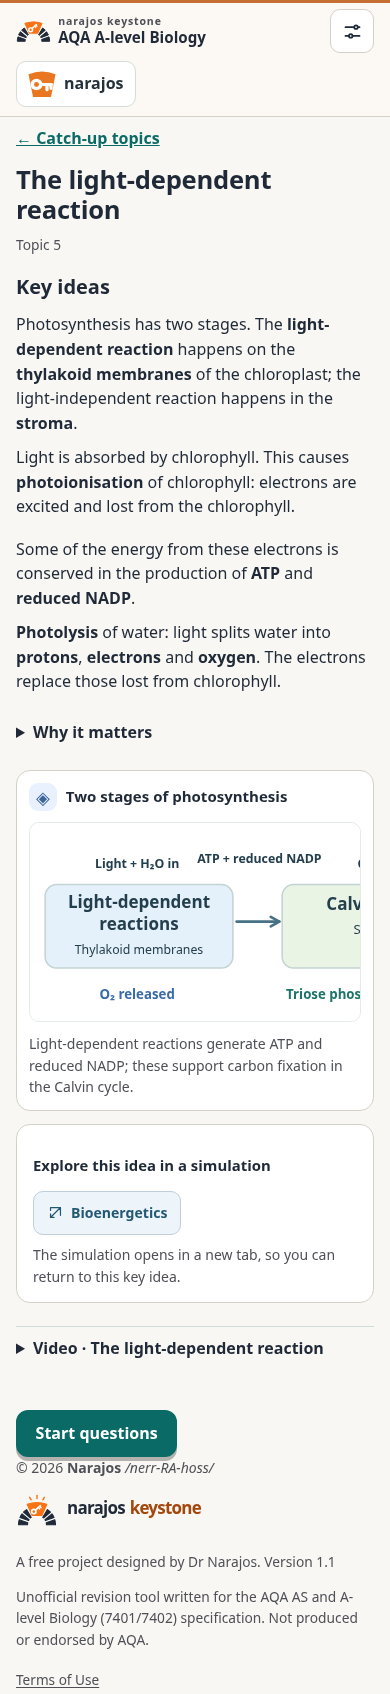 narajos keystone
AQA A-level Biology
narajos
← Catch-up topics
The light-dependent
reaction
Topic 5
Key ideas
Photosynthesis has two stages. The light-
dependent reaction happens on the
thylakoid membranes of the chloroplast; the
light-independent reaction happens in the
stroma.
Light is absorbed by chlorophyll. This causes
photoionisation of chlorophyll: electrons are
excited and lost from the chlorophyll.
Some of the energy from these electrons is
conserved in the production of ATP and
reduced NADP.
Photolysis of water: light splits water into
protons, electrons and oxygen. The electrons
replace those lost from chlorophyll.
Why it matters
Two stages of photosynthesis
Light + H₂O in
ATP + reduced NADP
Light-dependent
reactions
Thylakoid membranes
Calv
S
O₂ released
Triose phos
Light-dependent reactions generate ATP and
reduced NADP; these support carbon fixation in
the Calvin cycle.
Explore this idea in a simulation
Bioenergetics
The simulation opens in a new tab, so you can
return to this key idea.
Video · The light-dependent reaction
Start questions
© 2026 Narajos /nerr-RA-hoss/
narajos keystone
A free project designed by Dr Narajos. Version 1.1
Unofficial revision tool written for the AQA AS and A-
level Biology (7401/7402) specification. Not produced
or endorsed by AQA.
Terms of Use